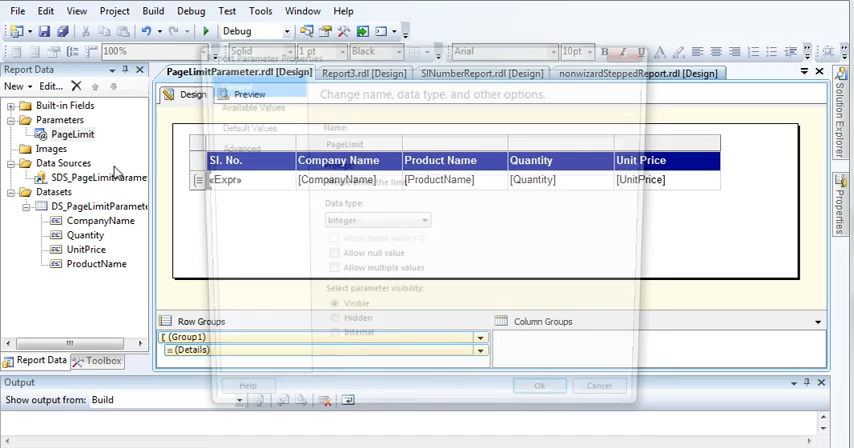 File Edit View Project Build Debug Test Tools Window Help
Debug
100% Solid 1 pt Black Arial 10pt B I U A
Report Data
New Edit...
Built-in Fields
Parameters
PageLimit
Images
Data Sources
SDS_PageLimitParame
Datasets
DS_PageLimitParamete
CompanyName
Quantity
UnitPrice
ProductName
Report Data Toolbox
PageLimitParameter.rdl [Design] Report3.rdl [Design] SlNumberReport.rdl [Design] nonwizardSteppedReport.rdl [Design]
Design Preview
Report Parameter Properties
Available Values
Default Values
Advanced
Change name, data type, and other options.
Name:
PageLimit
Data type:
Integer
Allow null value
Allow multiple values
Select parameter visibility:
Visible
Hidden
Internal
Help OK Cancel
Sl. No. Company Name Product Name Quantity Unit Price
«Expr» [CompanyName] [ProductName] [Quantity] [UnitPrice]
Row Groups Column Groups
(Group1)
(Details)
Solution Explorer
Properties
Output
Show output from: Build